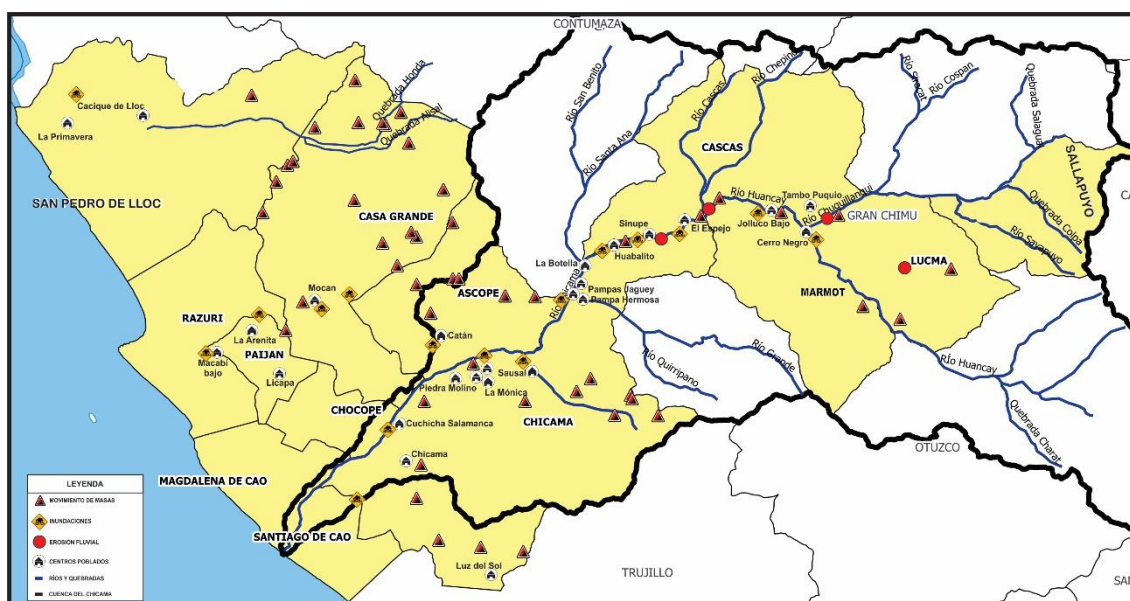 CONTUMAZA
Cacique de Lloc
La Primavera
SAN PEDRO DE LLOC
Quebrada Honda
Quebrada Alical
CASA GRANDE
Río San Benito
Río Santa Ana
Río Cascas
Río Chepino
CASCAS
Río Cospan
Quebrada Salagua
SALLAPUYO
Quebrada Colpa
Río Huancay
Tambo Puquio
Río Chuquillanqui
GRAN CHIMU
Sinupe
El Espejo
Jolluco Bajo
Cerro Negro
Huabalito
La Botella
LUCMA
MARMOT
Mocan
ASCOPE
Pampas Jaguey
Pampa Hermosa
RAZURI
La Arenita
PAIJAN
Macabí
bajo
Licapa
Catán
Río Quirripano
Río Grande
Río Huancay
Sausal
Piedra Molino
La Mónica
CHOCOPE
CHICAMA
Cuchicha Salamanca
Quebrada Charat
OTUZCO
Chicama
MAGDALENA DE CAO
SANTIAGO DE CAO
Luz del Sol
TRUJILLO
LEYENDA
MOVIMIENTO DE MASAS
INUNDACIONES
EROSIÓN FLUVIAL
CENTROS POBLADOS
RÍOS Y QUEBRADAS
CUENCA DEL CHICAMA